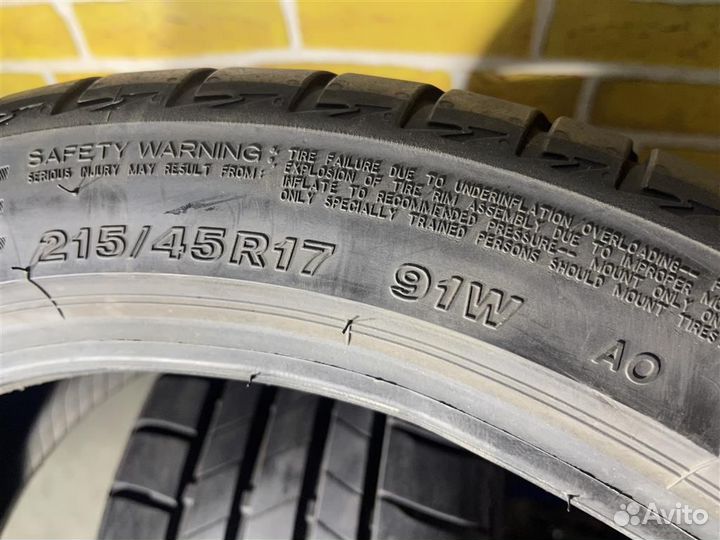 SAFETY WARNING:
SERIOUS INJURY MAY RESULT FROM:
TIRE FAILURE DUE TO UNDERINFLATION OVERLOADING--
EXPLOSION OF TIRE RIM ASSEMBLY DUE TO IMPROPER
INFLATE TO RECOMMENDED PRESSURE-- MOUNT ONLY ON
ONLY SPECIALLY TRAINED PERSONS SHOULD MOUNT TIRES
215/45R17 91W AO
Avito